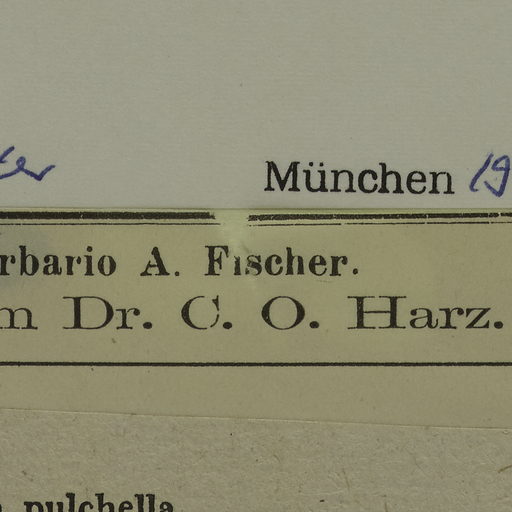 München 19
rbario A. Fischer.
m Dr. C. O. Harz.
pulchella